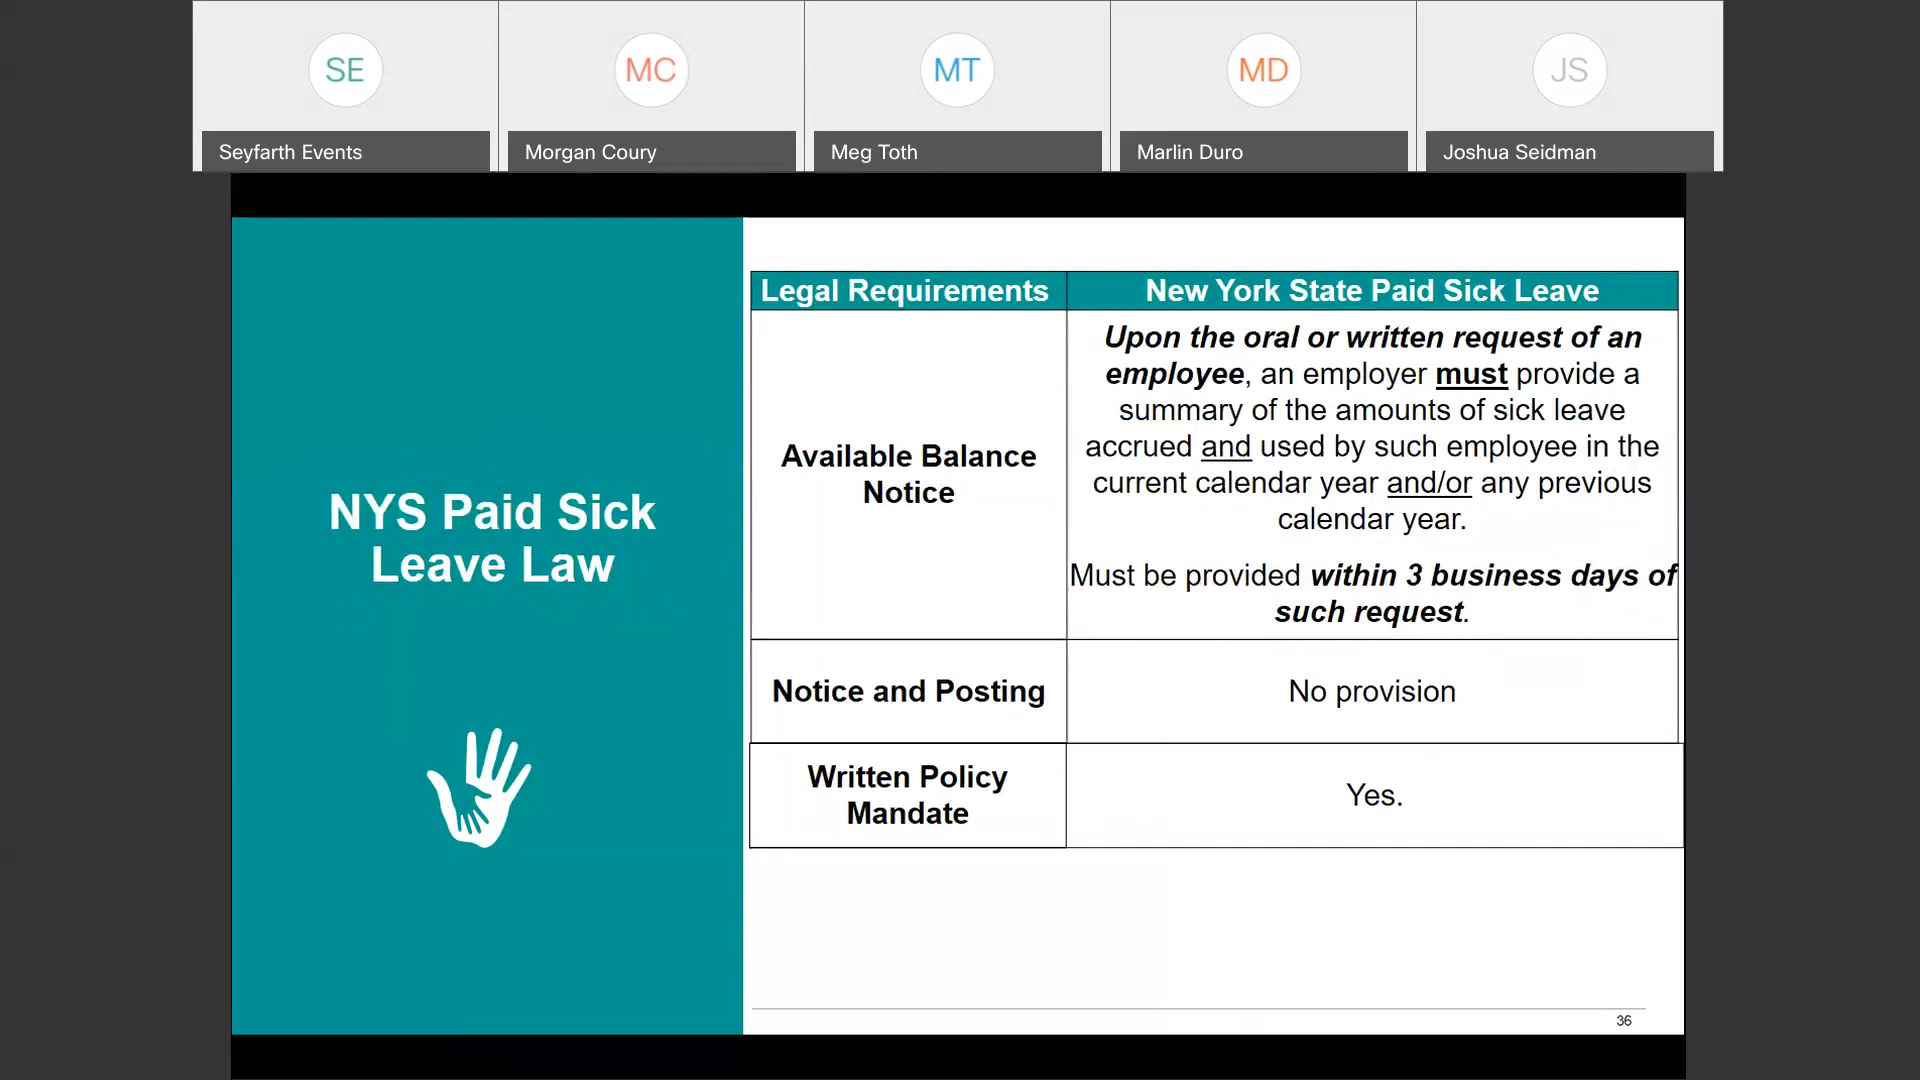 SE
MC
MT
MD
JS
Seyfarth Events
Morgan Coury
Meg Toth
Marlin Duro
Joshua Seidman
NYS Paid Sick
Leave Law
Legal Requirements
New York State Paid Sick Leave
Available Balance
Notice
Upon the oral or written request of an
employee, an employer must provide a
summary of the amounts of sick leave
accrued and used by such employee in the
current calendar year and/or any previous
calendar year.
Must be provided within 3 business days of
such request.
Notice and Posting
No provision
Written Policy
Mandate
Yes.
36